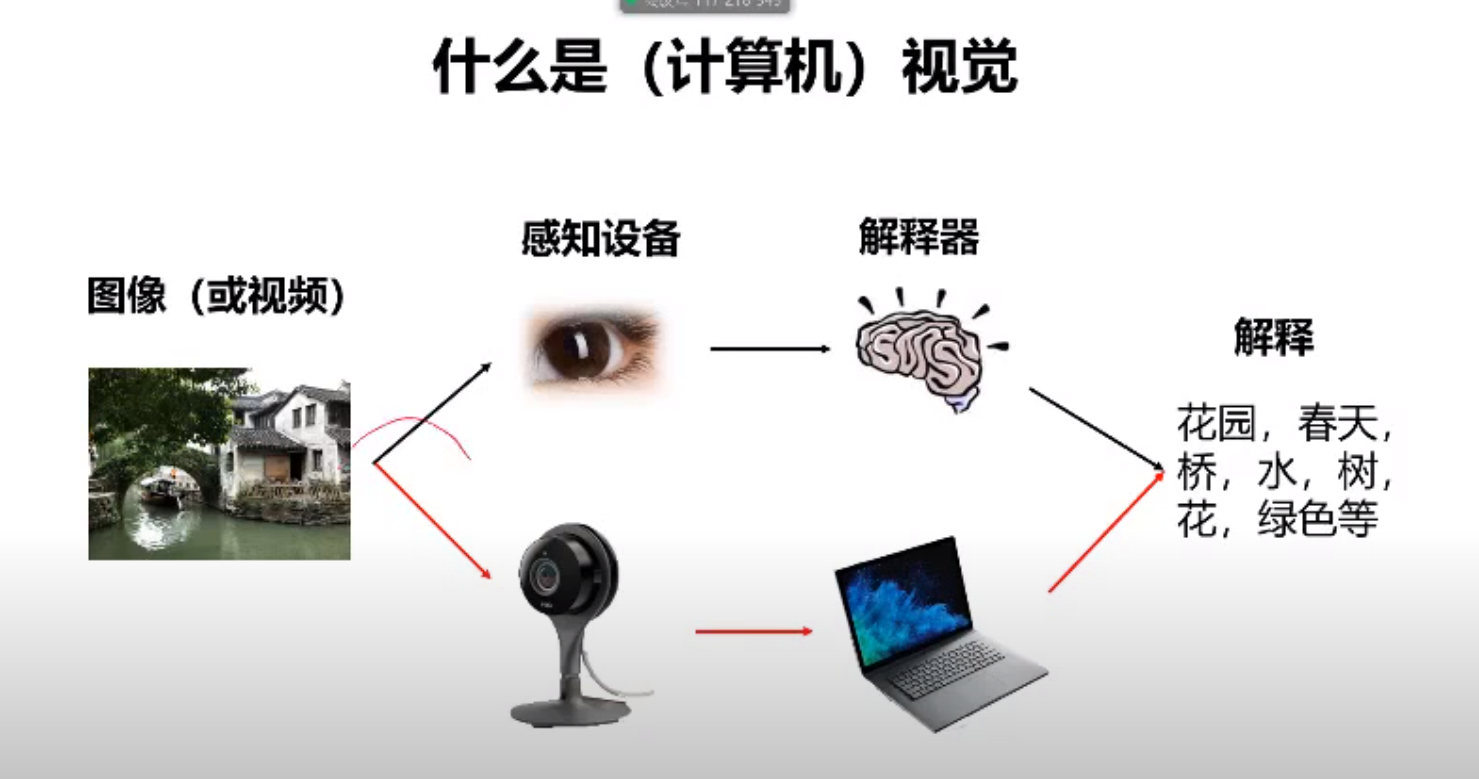 什么是（计算机）视觉
感知设备
解释器
图像（或视频）
解释
花园，春天，
桥，水，树，
花，绿色等